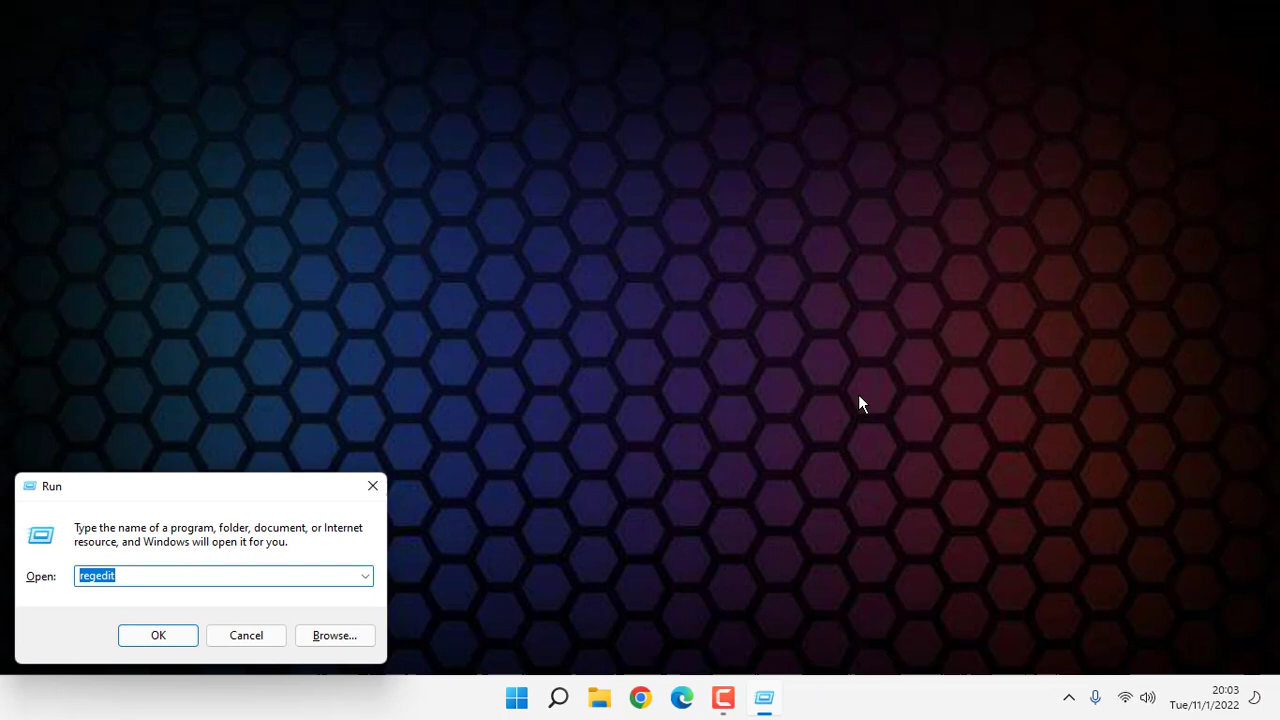 Run
Type the name of a program, folder, document, or Internet
resource, and Windows will open it for you.
Open: regedit
OK Cancel Browse...
20:03
Tue/11/1/2022